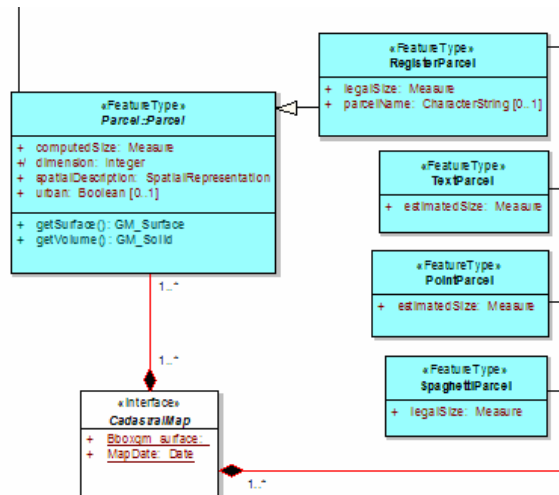 «FeatureType»
RegisterParcel
+ legalSize: Measure
+ parcelName: CharacterString [0..1]
«FeatureType»
Parcel::Parcel
+ computedSize: Measure
+/ dimension: Integer
+ spatialDescription: SpatialRepresentation
+ urban: Boolean [0..1]
+ getSurface() : GM_Surface
+ getVolume() : GM_Solid
«FeatureType»
TextParcel
+ estimatedSize: Measure
«FeatureType»
PointParcel
+ estimatedSize: Measure
«FeatureType»
SpaghettiParcel
+ legalSize: Measure
1..*
1..*
«Interface»
CadastralMap
+ Bboxgm_surface:
+ MapDate: Date
1..*